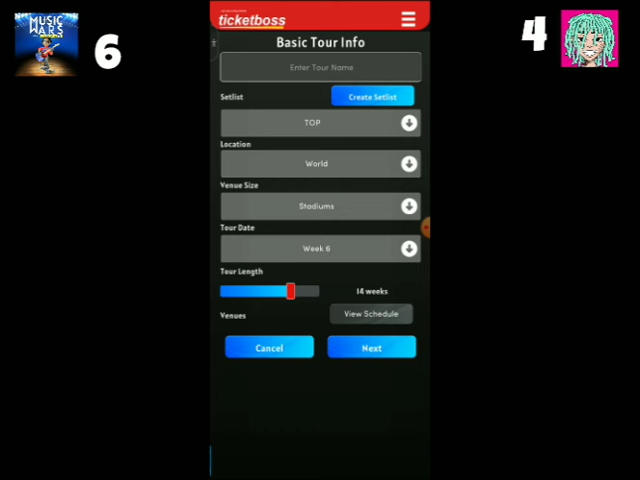 MUSIC
WARS
6
4
ticketboss
Basic Tour Info
Enter Tour Name
Setlist
Create Setlist
TOP
Location
World
Venue Size
Stadiums
Tour Date
Week 6
Tour Length
14 weeks
Venues
View Schedule
Cancel
Next